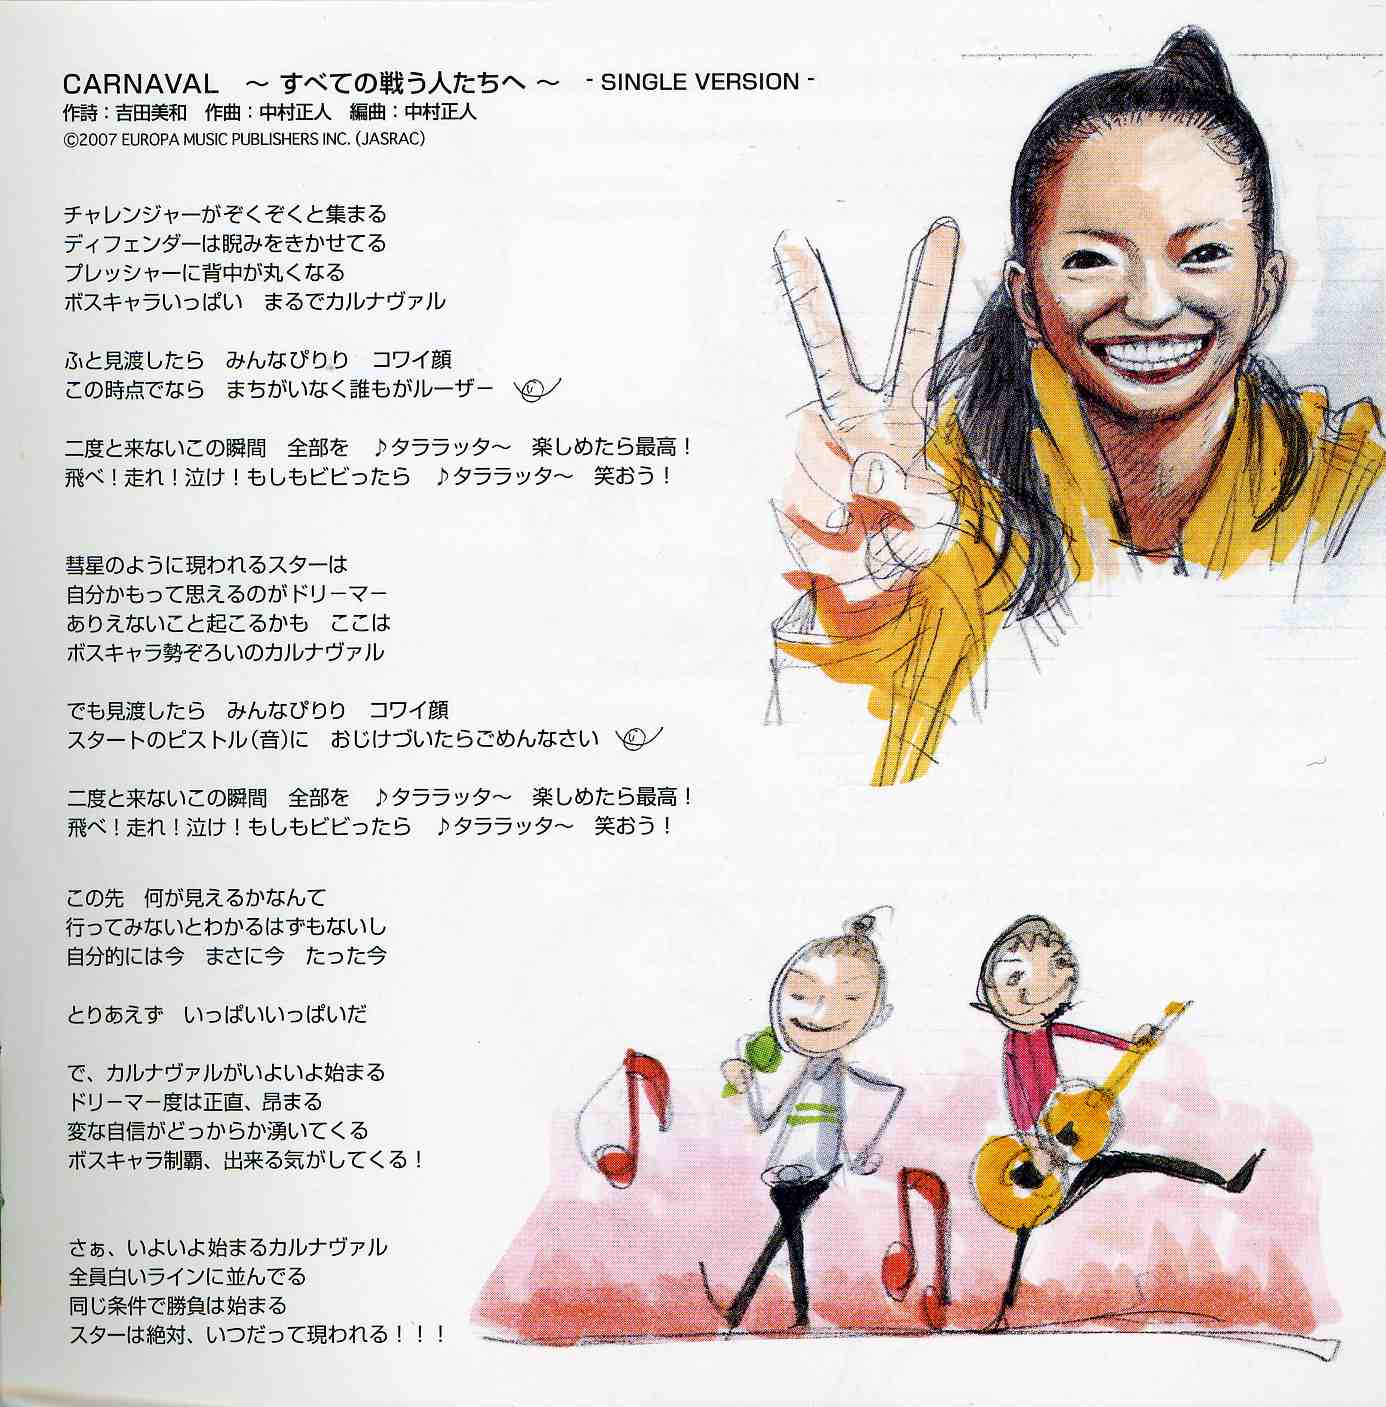 CARNAVAL ～ すべての戦う人たちへ ～ - SINGLE VERSION -
作詩：吉田美和　作曲：中村正人　編曲：中村正人
©2007 EUROPA MUSIC PUBLISHERS INC. (JASRAC)
チャレンジャーがぞくぞくと集まる
ディフェンダーは睨みをきかせてる
プレッシャーに背中が丸くなる
ボスキャラいっぱい　まるでカルナヴァル
ふと見渡したら　みんなぴりり　コワイ顔
この時点でなら　まちがいなく誰もがルーザー
二度と来ないこの瞬間　全部を　♪タララッタ～　楽しめたら最高！
飛べ！走れ！泣け！もしもビビったら　♪タララッタ～　笑おう！
彗星のように現われるスターは
自分かもって思えるのがドリーマー
ありえないこと起こるかも　ここは
ボスキャラ勢ぞろいのカルナヴァル
でも見渡したら　みんなぴりり　コワイ顔
スタートのピストル(音)に　おじけづいたらごめんなさい
二度と来ないこの瞬間　全部を　♪タララッタ～　楽しめたら最高！
飛べ！走れ！泣け！もしもビビったら　♪タララッタ～　笑おう！
この先　何が見えるかなんて
行ってみないとわかるはずもないし
自分的には今　まさに今　たった今
とりあえず　いっぱいいっぱいだ
で、カルナヴァルがいよいよ始まる
ドリーマー度は正直、昂まる
変な自信がどっからか湧いてくる
ボスキャラ制覇、出来る気がしてくる！
さぁ、いよいよ始まるカルナヴァル
全員白いラインに並んでる
同じ条件で勝負は始まる
スターは絶対、いつだって現われる！！！